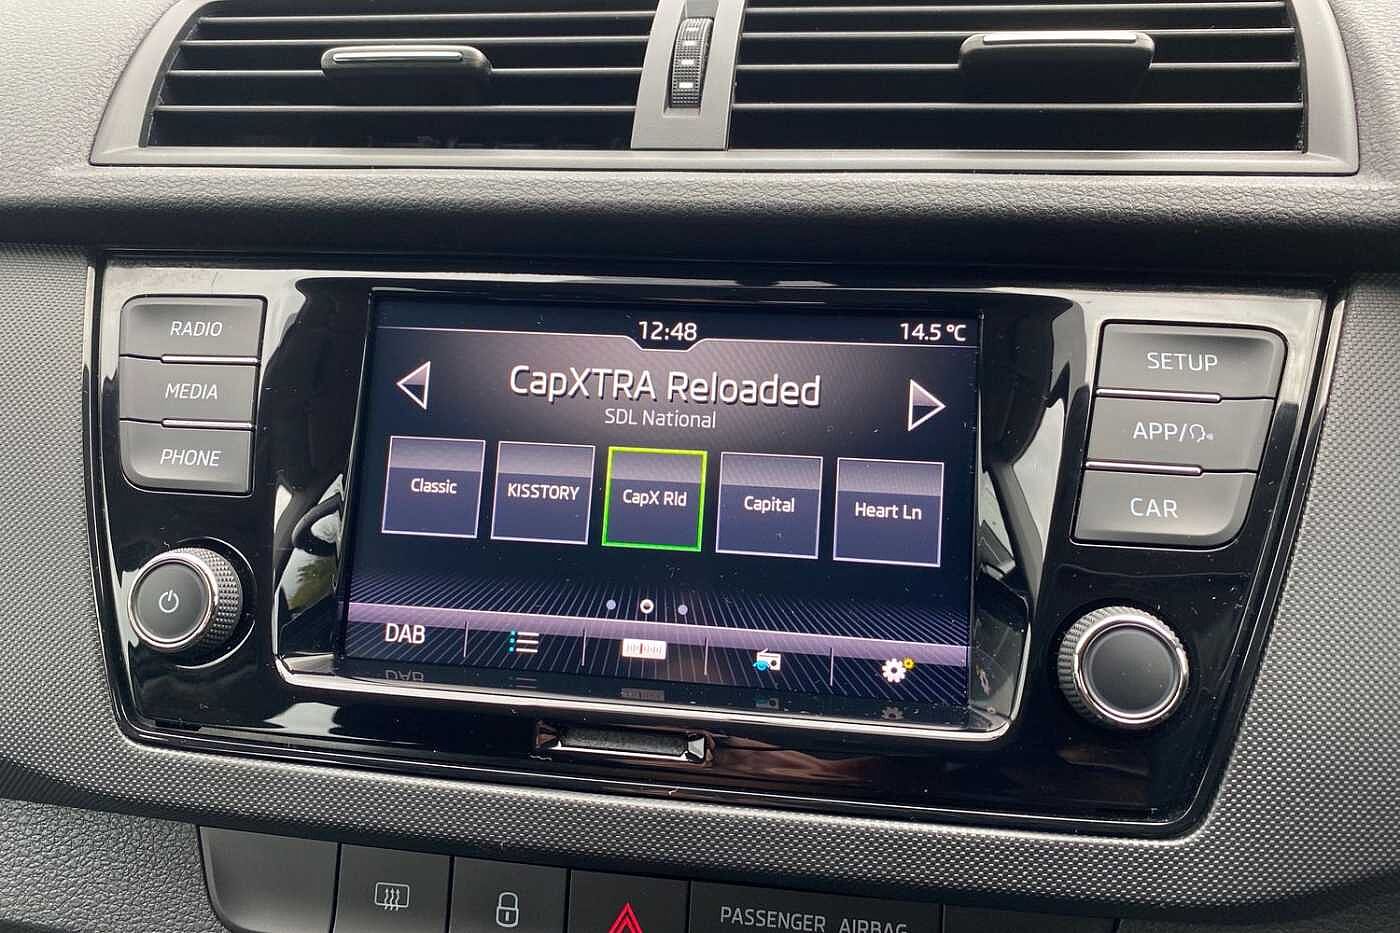 RADIO
MEDIA
PHONE
12:48
14.5 °C
CapXTRA Reloaded
SDL National
Classic
KISSTORY
CapX Rld
Capital
Heart Ln
DAB
SETUP
APP/
CAR
PASSENGER AIRBAG